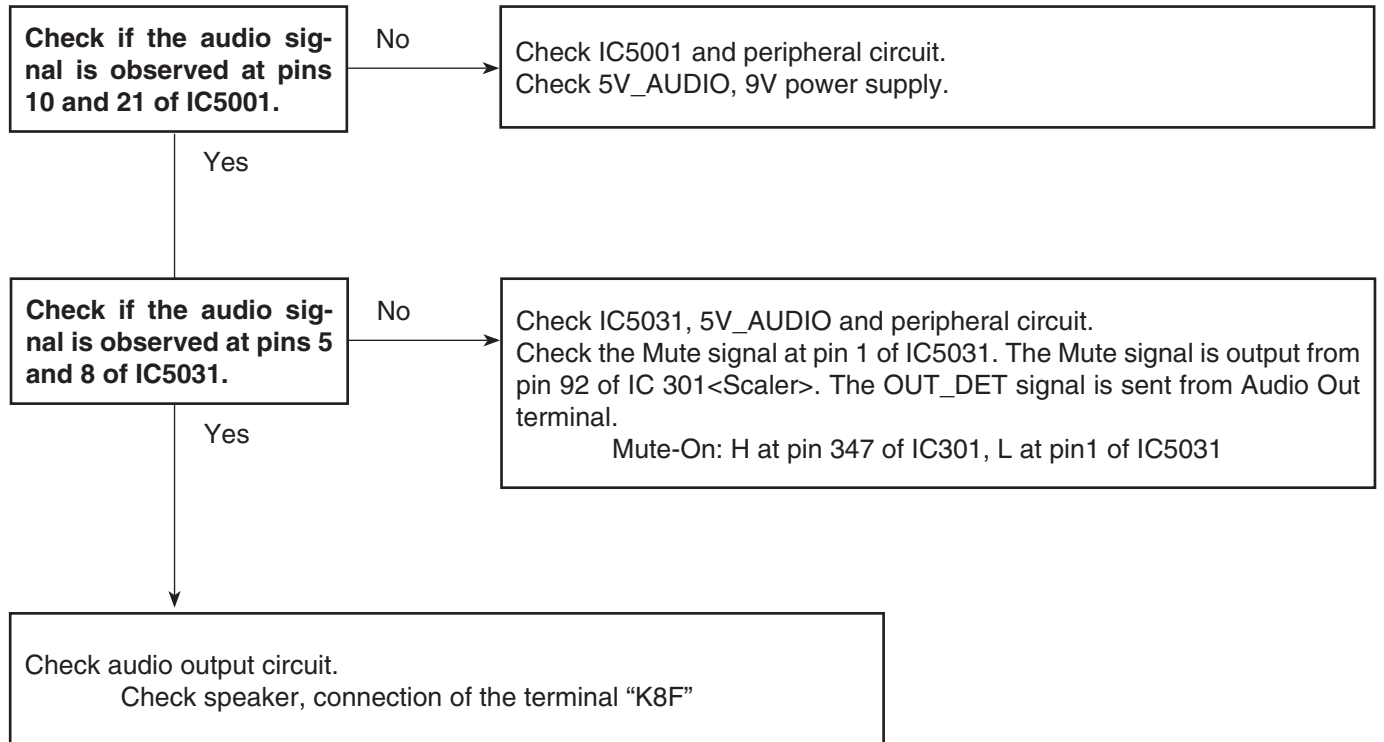 Check if the audio sig-
nal is observed at pins
10 and 21 of IC5001.
No
Check IC5001 and peripheral circuit.
Check 5V_AUDIO, 9V power supply.
Yes
Check if the audio sig-
nal is observed at pins 5
and 8 of IC5031.
No
Check IC5031, 5V_AUDIO and peripheral circuit.
Check the Mute signal at pin 1 of IC5031. The Mute signal is output from
pin 92 of IC 301<Scaler>. The OUT_DET signal is sent from Audio Out
terminal.
Mute-On: H at pin 347 of IC301, L at pin1 of IC5031
Yes
Check audio output circuit.
Check speaker, connection of the terminal “K8F”